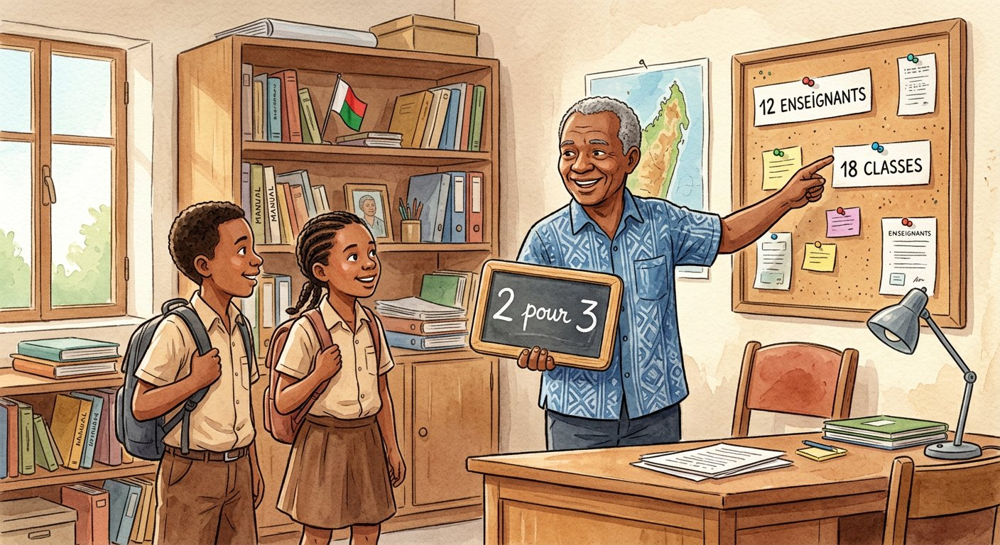 MANUAL
MANUAL
2 pour 3
12 ENSEIGNANTS
18 CLASSES
ENSEIGNANTS